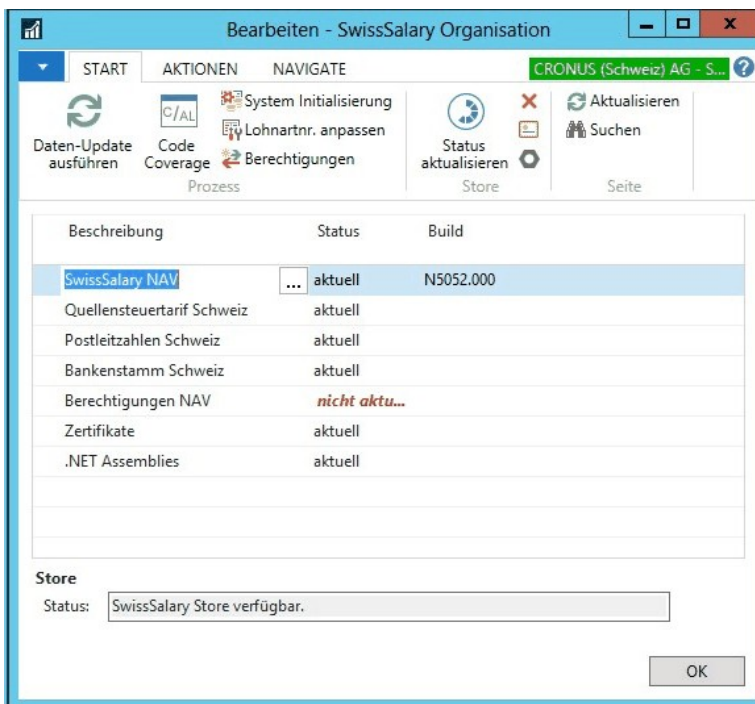 Bearbeiten - SwissSalary Organisation
START AKTIONEN NAVIGATE CRONUS (Schweiz) AG - S... ?
Daten-Update ausführen
C/AL
Code Coverage
System Initialisierung
Lohnartnr. anpassen
Berechtigungen
Prozess
Status aktualisieren
Store
Aktualisieren
Suchen
Seite
Beschreibung Status Build
SwissSalary NAV ... aktuell N5052.000
Quellensteuertarif Schweiz aktuell
Postleitzahlen Schweiz aktuell
Bankenstamm Schweiz aktuell
Berechtigungen NAV nicht aktu...
Zertifikate aktuell
.NET Assemblies aktuell
Store
Status: SwissSalary Store verfügbar.
OK